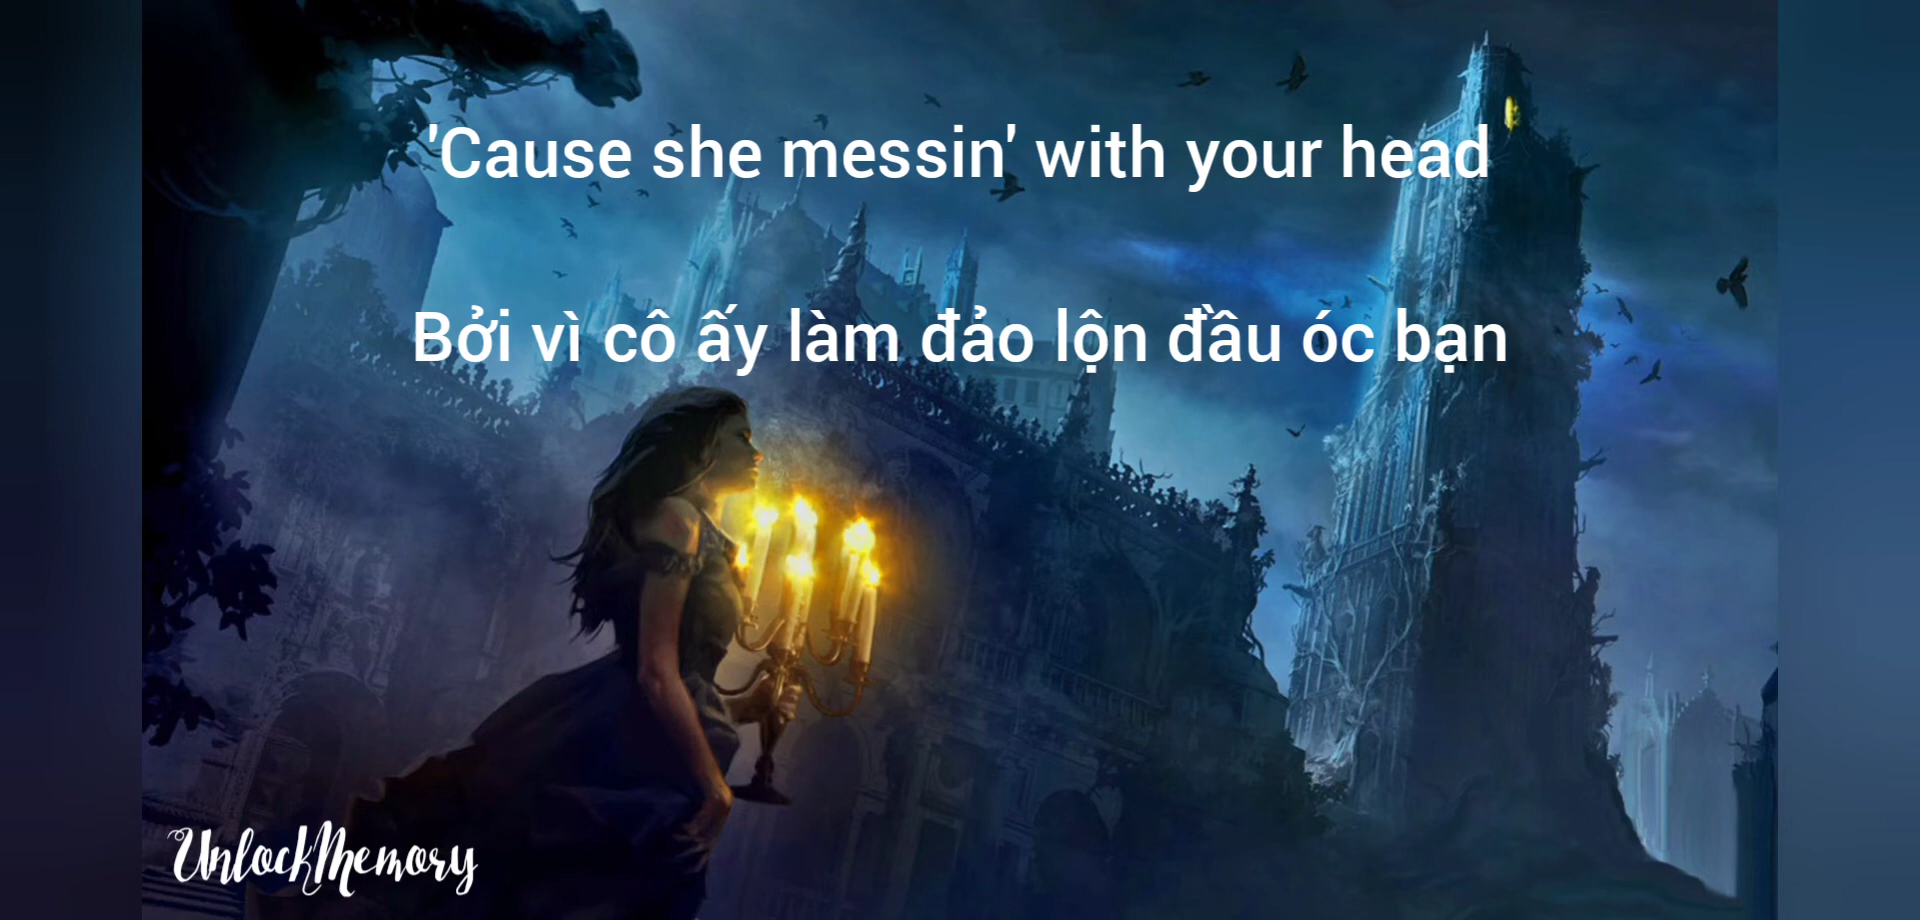 'Cause she messin' with your head
Bởi vì cô ấy làm đảo lộn đầu óc bạn
UnlockMemory